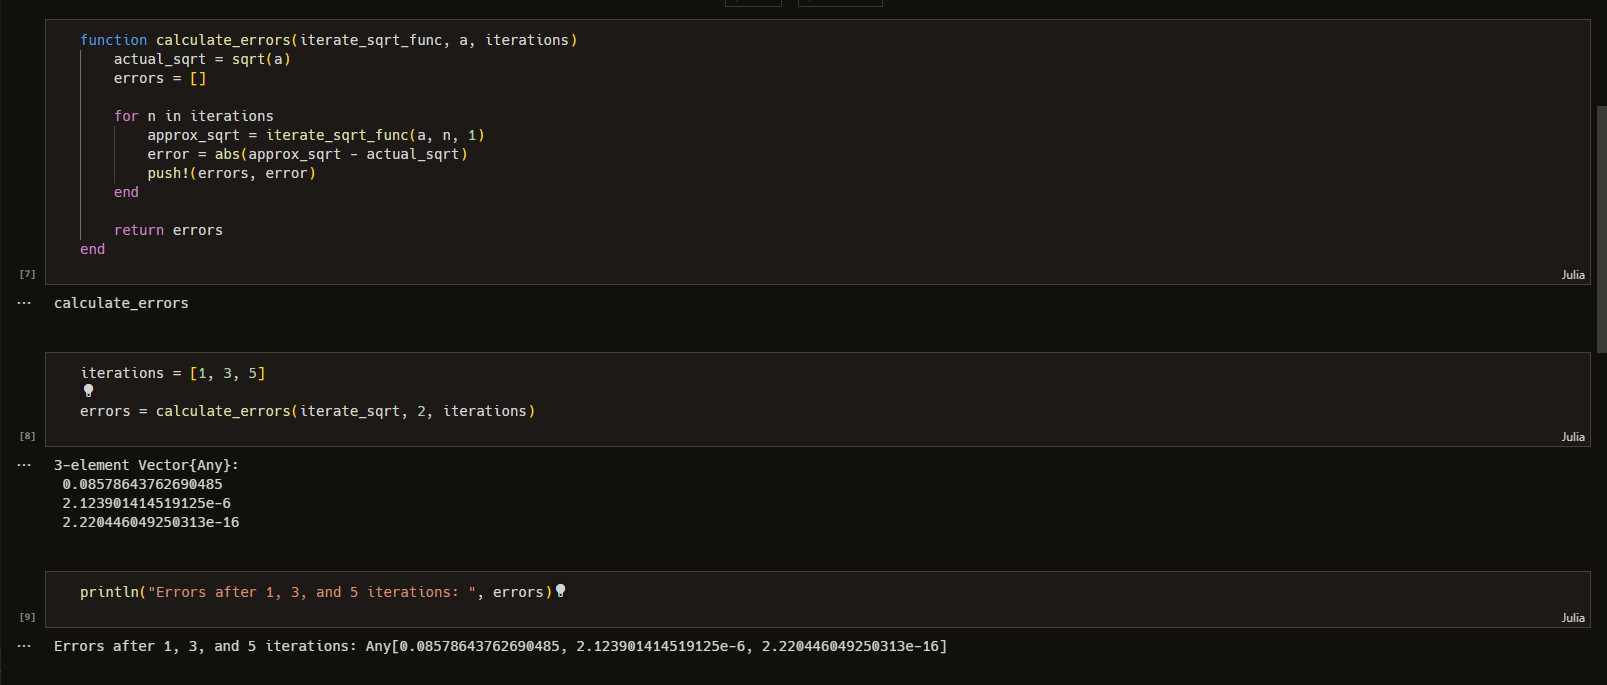 function calculate_errors(iterate_sqrt_func, a, iterations)
    actual_sqrt = sqrt(a)
    errors = []
    for n in iterations
        approx_sqrt = iterate_sqrt_func(a, n, 1)
        error = abs(approx_sqrt - actual_sqrt)
        push!(errors, error)
    end
    return errors
end
[7]
Julia
... calculate_errors
iterations = [1, 3, 5]
errors = calculate_errors(iterate_sqrt, 2, iterations)
[8]
Julia
... 3-element Vector{Any}:
 0.08578643762690485
 2.123901414519125e-6
 2.220446049250313e-16
println("Errors after 1, 3, and 5 iterations: ", errors)
[9]
Julia
... Errors after 1, 3, and 5 iterations: Any[0.08578643762690485, 2.123901414519125e-6, 2.220446049250313e-16]